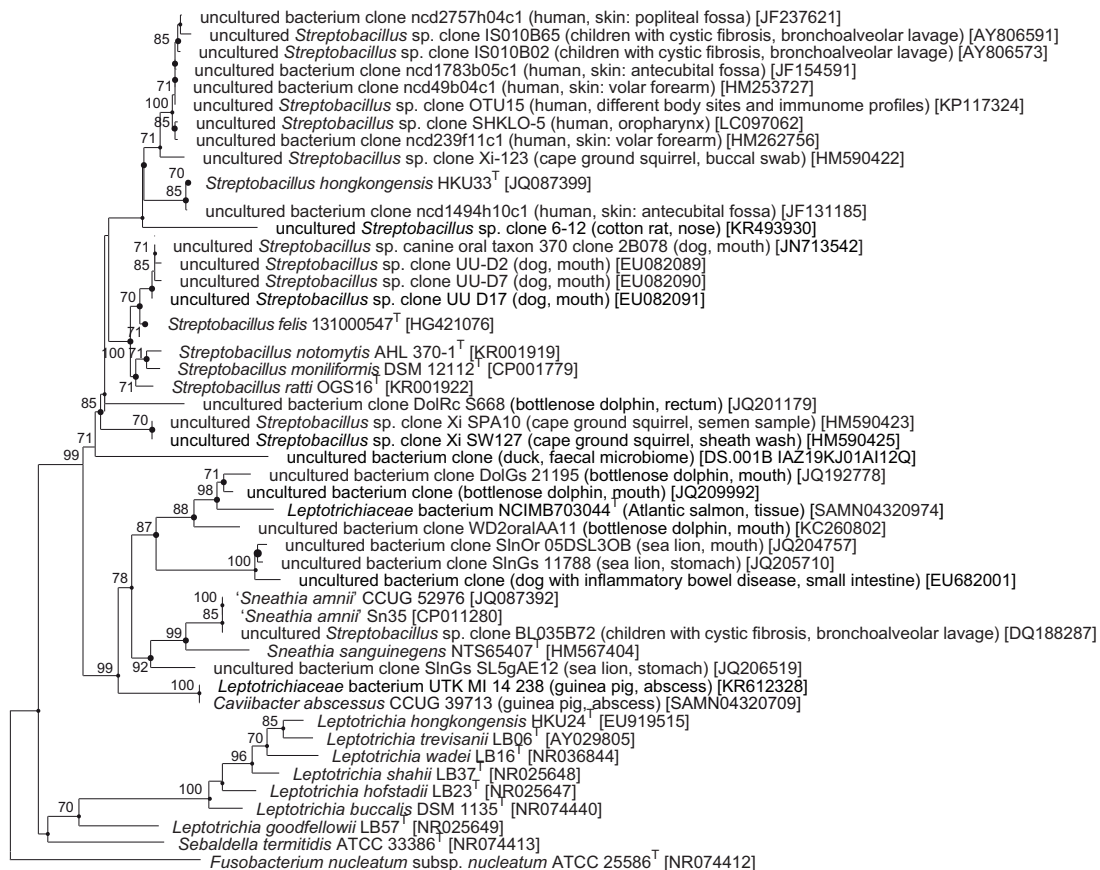 uncultured bacterium clone ncd2757h04c1 (human, skin: popliteal fossa) [JF237621]
85 uncultured Streptobacillus sp. clone IS010B65 (children with cystic fibrosis, bronchoalveolar lavage) [AY806591]
uncultured Streptobacillus sp. clone IS010B02 (children with cystic fibrosis, bronchoalveolar lavage) [AY806573]
uncultured bacterium clone ncd1783b05c1 (human, skin: antecubital fossa) [JF154591]
71 uncultured bacterium clone ncd49b04c1 (human, skin: volar forearm) [HM253727]
100 uncultured Streptobacillus sp. clone OTU15 (human, different body sites and immunome profiles) [KP117324]
85 uncultured Streptobacillus sp. clone SHKLO-5 (human, oropharynx) [LC097062]
71 uncultured bacterium clone ncd239f11c1 (human, skin: volar forearm) [HM262756]
uncultured Streptobacillus sp. clone Xi-123 (cape ground squirrel, buccal swab) [HM590422]
70
85 Streptobacillus hongkongensis HKU33T [JQ087399]
uncultured bacterium clone ncd1494h10c1 (human, skin: antecubital fossa) [JF131185]
uncultured Streptobacillus sp. clone 6-12 (cotton rat, nose) [KR493930]
71 uncultured Streptobacillus sp. canine oral taxon 370 clone 2B078 (dog, mouth) [JN713542]
85 uncultured Streptobacillus sp. clone UU-D2 (dog, mouth) [EU082089]
uncultured Streptobacillus sp. clone UU-D7 (dog, mouth) [EU082090]
70 uncultured Streptobacillus sp. clone UU D17 (dog, mouth) [EU082091]
71 Streptobacillus felis 131000547T [HG421076]
100 71 Streptobacillus notomytis AHL 370-1T [KR001919]
Streptobacillus moniliformis DSM 12112T [CP001779]
71 Streptobacillus ratti OGS16T [KR001922]
85 uncultured bacterium clone DolRc S668 (bottlenose dolphin, rectum) [JQ201179]
70 uncultured Streptobacillus sp. clone Xi SPA10 (cape ground squirrel, semen sample) [HM590423]
71 uncultured Streptobacillus sp. clone Xi SW127 (cape ground squirrel, sheath wash) [HM590425]
99 uncultured bacterium clone (duck, faecal microbiome) [DS.001B IAZ19KJ01AI12Q]
71 uncultured bacterium clone DolGs 21195 (bottlenose dolphin, mouth) [JQ192778]
98 uncultured bacterium clone (bottlenose dolphin, mouth) [JQ209992]
88 Leptotrichiaceae bacterium NCIMB703044T (Atlantic salmon, tissue) [SAMN04320974]
87 uncultured bacterium clone WD2oralAA11 (bottlenose dolphin, mouth) [KC260802]
uncultured bacterium clone SlnOr 05DSL3OB (sea lion, mouth) [JQ204757]
100 uncultured bacterium clone SlnGs 11788 (sea lion, stomach) [JQ205710]
78 uncultured bacterium clone (dog with inflammatory bowel disease, small intestine) [EU682001]
100 ‘Sneathia amnii’ CCUG 52976 [JQ087392]
85 ‘Sneathia amnii’ Sn35 [CP011280]
99 uncultured Streptobacillus sp. clone BL035B72 (children with cystic fibrosis, bronchoalveolar lavage) [DQ188287]
Sneathia sanguinegens NTS65407T [HM567404]
99 92 uncultured bacterium clone SlnGs SL5gAE12 (sea lion, stomach) [JQ206519]
100 Leptotrichiaceae bacterium UTK MI 14 238 (guinea pig, abscess) [KR612328]
Caviibacter abscessus CCUG 39713 (guinea pig, abscess) [SAMN04320709]
85 Leptotrichia hongkongensis HKU24T [EU919515]
70 Leptotrichia trevisanii LB06T [AY029805]
96 Leptotrichia wadei LB16T [NR036844]
Leptotrichia shahii LB37T [NR025648]
100 Leptotrichia hofstadii LB23T [NR025647]
70 Leptotrichia buccalis DSM 1135T [NR074440]
Leptotrichia goodfellowii LB57T [NR025649]
Sebaldella termitidis ATCC 33386T [NR074413]
Fusobacterium nucleatum subsp. nucleatum ATCC 25586T [NR074412]